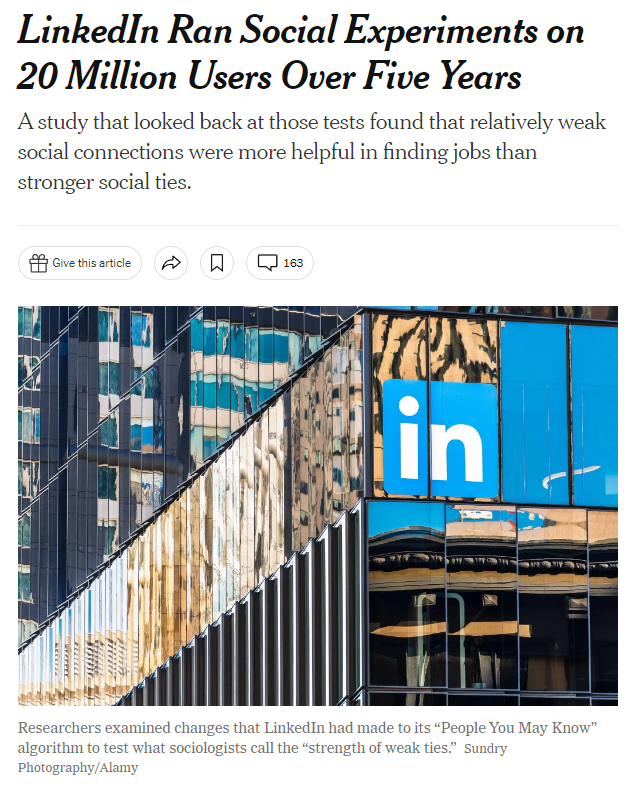 LinkedIn Ran Social Experiments on
20 Million Users Over Five Years
A study that looked back at those tests found that relatively weak
social connections were more helpful in finding jobs than
stronger social ties.
Give this article
163
in
Researchers examined changes that LinkedIn had made to its “People You May Know”
algorithm to test what sociologists call the “strength of weak ties.” Sundry
Photography/Alamy